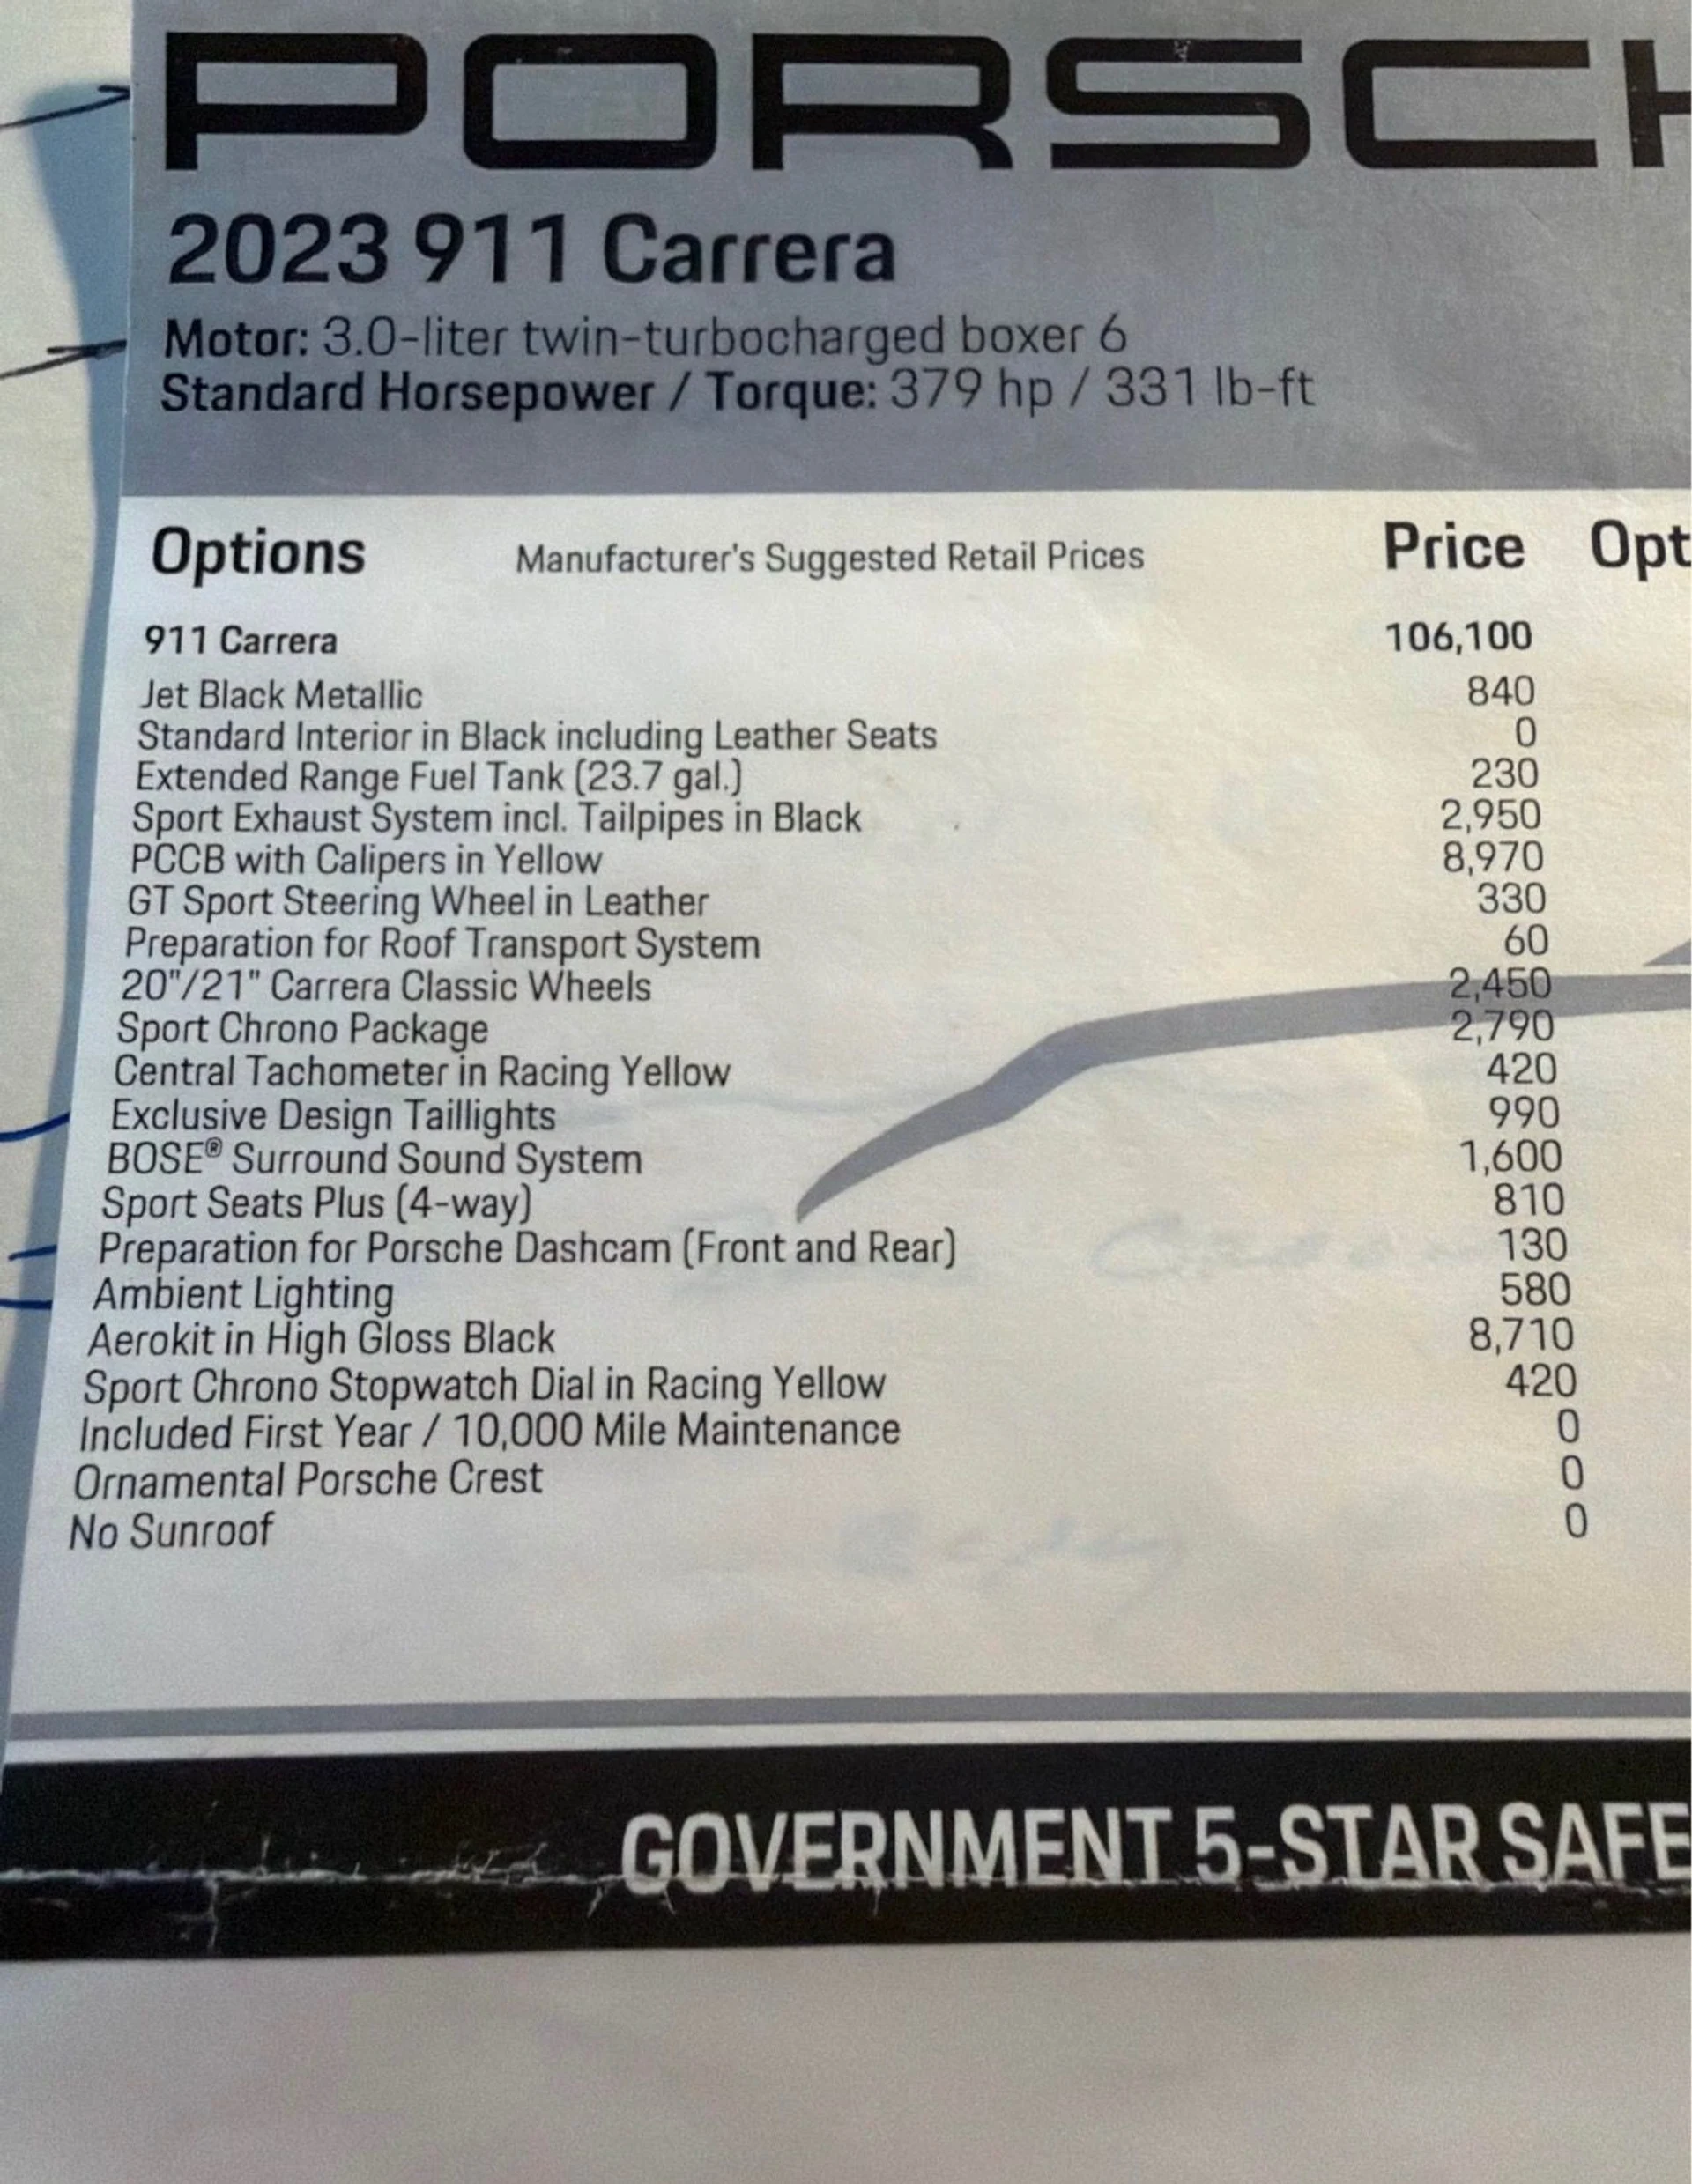 PORSCH
2023 911 Carrera
Motor: 3.0-liter twin-turbocharged boxer 6
Standard Horsepower / Torque: 379 hp / 331 lb-ft
Options Manufacturer's Suggested Retail Prices Price Opt
911 Carrera 106,100
Jet Black Metallic 840
Standard Interior in Black including Leather Seats 0
Extended Range Fuel Tank (23.7 gal.) 230
Sport Exhaust System incl. Tailpipes in Black 2,950
PCCB with Calipers in Yellow 8,970
GT Sport Steering Wheel in Leather 330
Preparation for Roof Transport System 60
20"/21" Carrera Classic Wheels 2,450
Sport Chrono Package 2,790
Central Tachometer in Racing Yellow 420
Exclusive Design Taillights 990
BOSE® Surround Sound System 1,600
Sport Seats Plus (4-way) 810
Preparation for Porsche Dashcam (Front and Rear) 130
Ambient Lighting 580
Aerokit in High Gloss Black 8,710
Sport Chrono Stopwatch Dial in Racing Yellow 420
Included First Year / 10,000 Mile Maintenance 0
Ornamental Porsche Crest 0
No Sunroof 0
GOVERNMENT 5-STAR SAFE